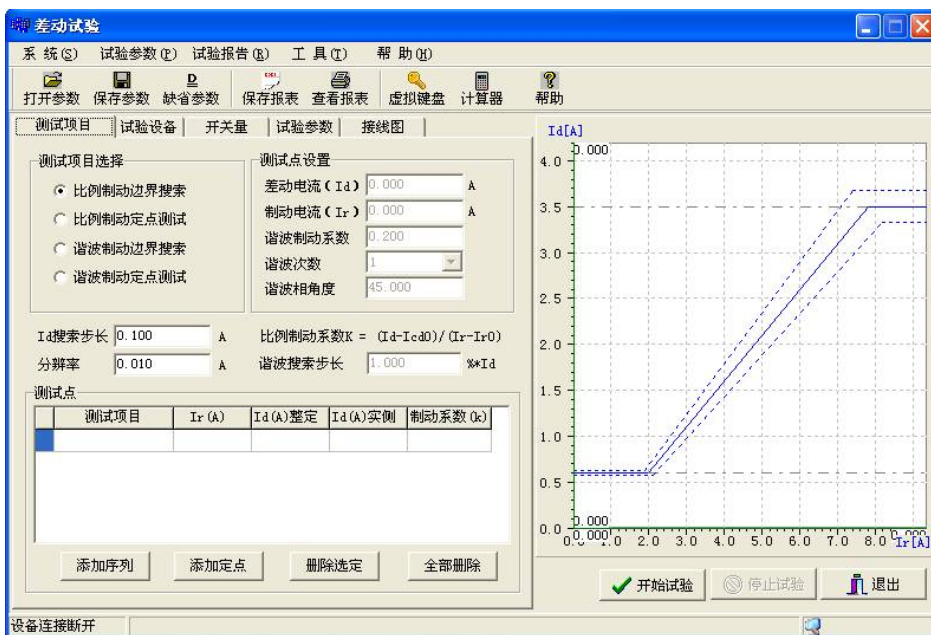 差动试验
系 统(S) 试验参数(P) 试验报告(R) 工 具(T) 帮 助(H)
打开参数 保存参数 缺省参数 保存报表 查看报表 虚拟键盘 计算器 帮助
测试项目 试验设备 开关量 试验参数 接线图
测试项目选择
比例制动边界搜索
比例制动定点测试
谐波制动边界搜索
谐波制动定点测试
测试点设置
差动电流(Id) 0.000 A
制动电流(Ir) 0.000 A
谐波制动系数 0.200
谐波次数 1
谐波相角度 45.000
Id搜索步长 0.100 A 比例制动系数K = (Id-Icd0)/(Ir-Ir0)
分辨率 0.010 A 谐波搜索步长 1.000 %*Id
测试点
测试项目 Ir(A) Id(A)整定 Id(A)实侧 制动系数(k)
添加序列 添加定点 删除选定 全部删除
Id[A]
0.000
4.0
3.5
3.0
2.5
2.0
1.5
1.0
0.5
0.000
0.0
0.000 1.0 2.0 3.0 4.0 5.0 6.0 7.0 8.0 Ir[A]
开始试验 停止试验 退出
设备连接断开